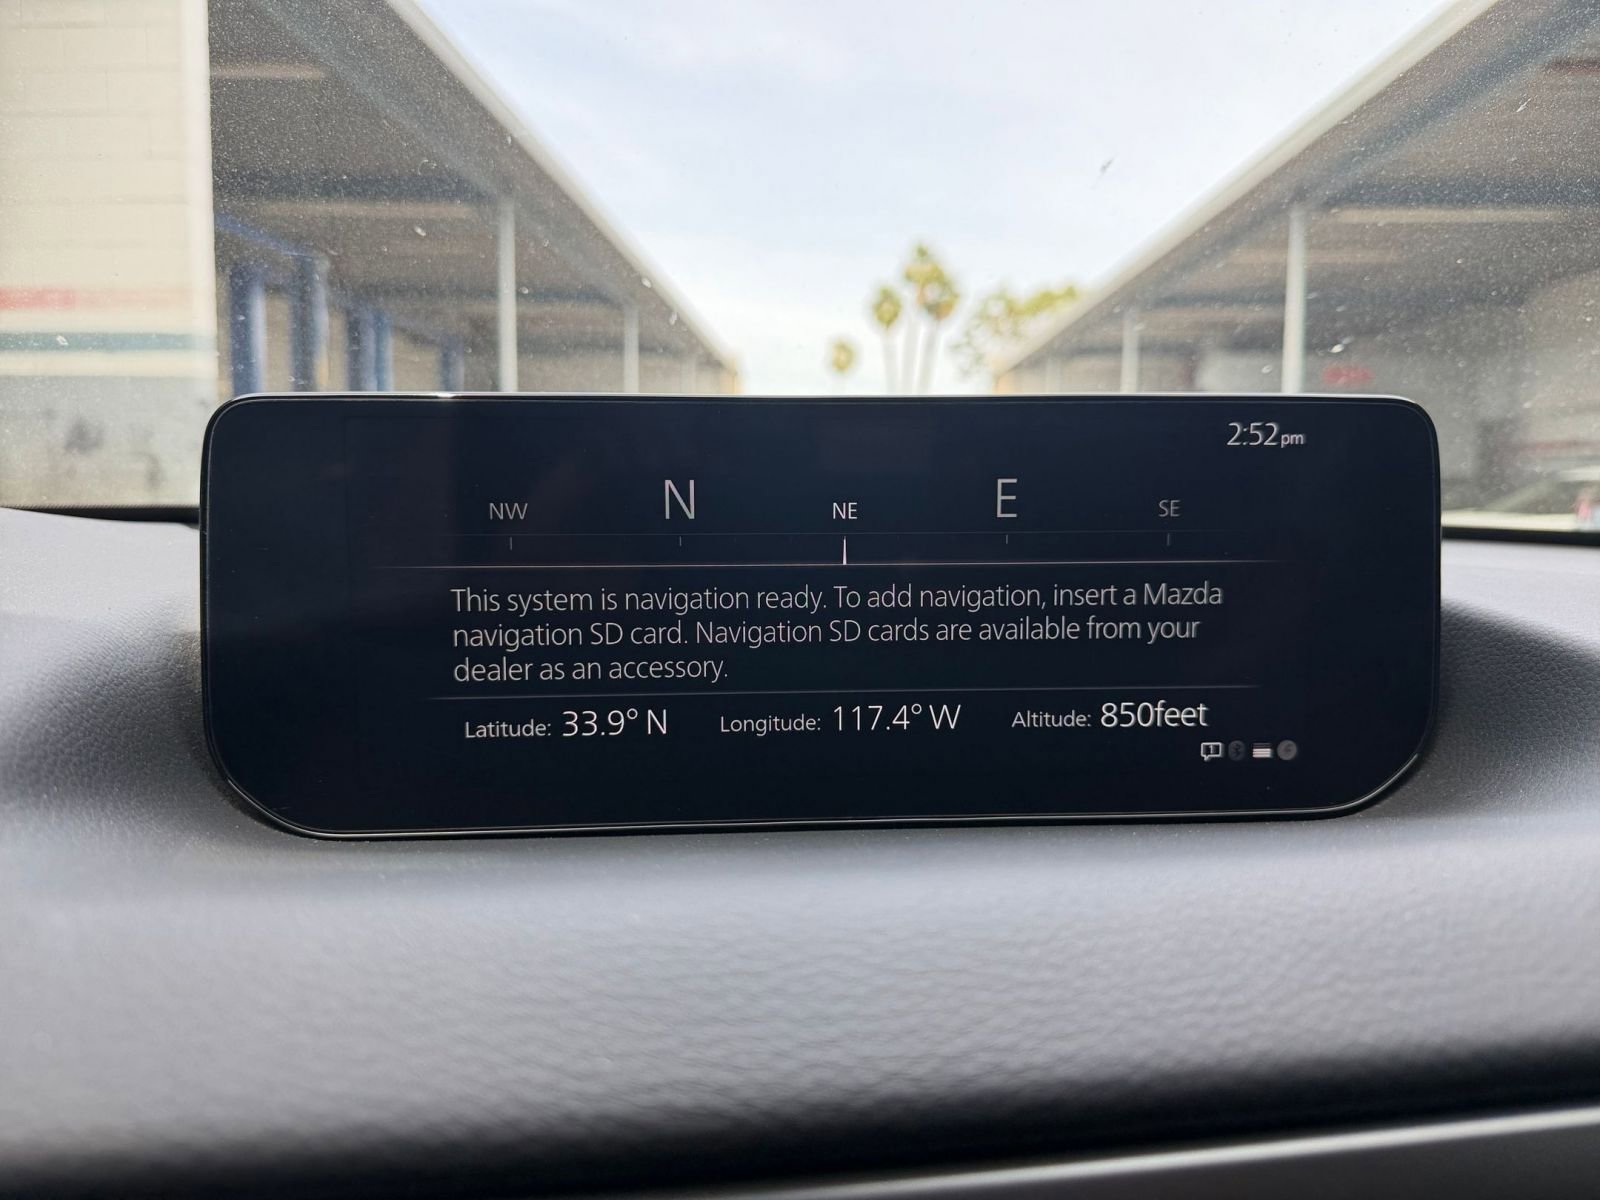 2:52pm
NW N NE E SE
This system is navigation ready. To add navigation, insert a Mazda
navigation SD card. Navigation SD cards are available from your
dealer as an accessory.
Latitude: 33.9° N Longitude: 117.4° W Altitude: 850feet
1